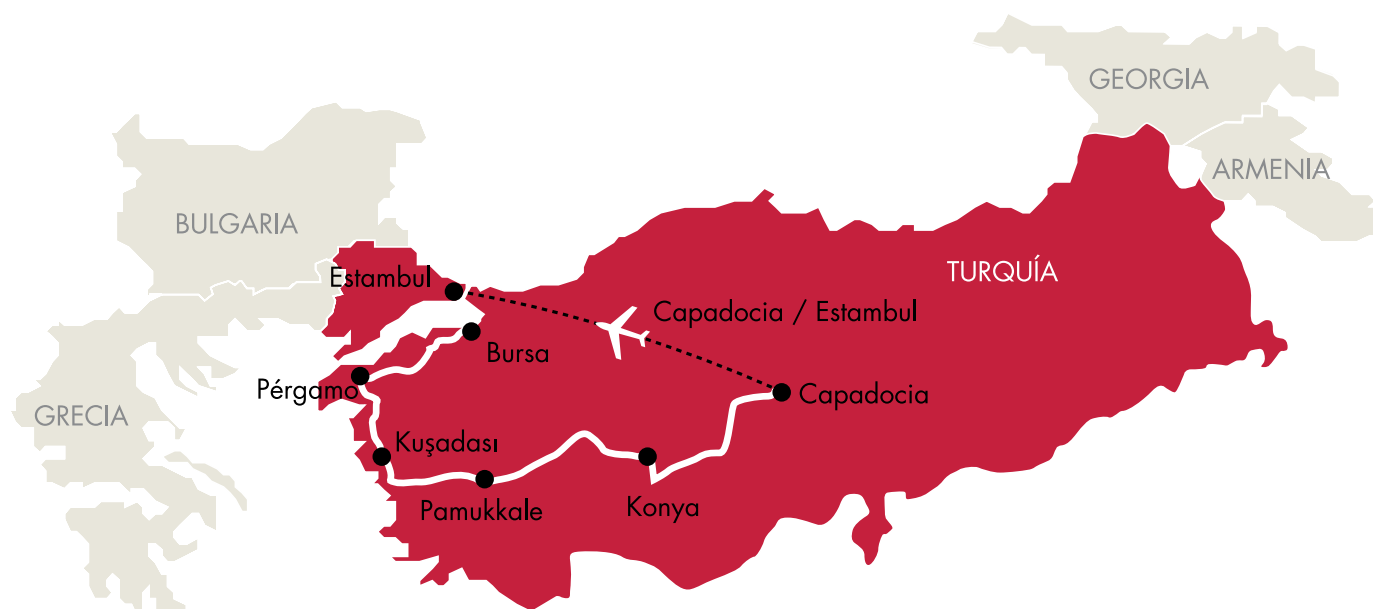 GEORGIA
ARMENIA
BULGARIA
TURQUÍA
Estambul
Capadocia / Estambul
Bursa
Pérgamo
Capadocia
GRECIA
Kuşadası
Pamukkale
Konya